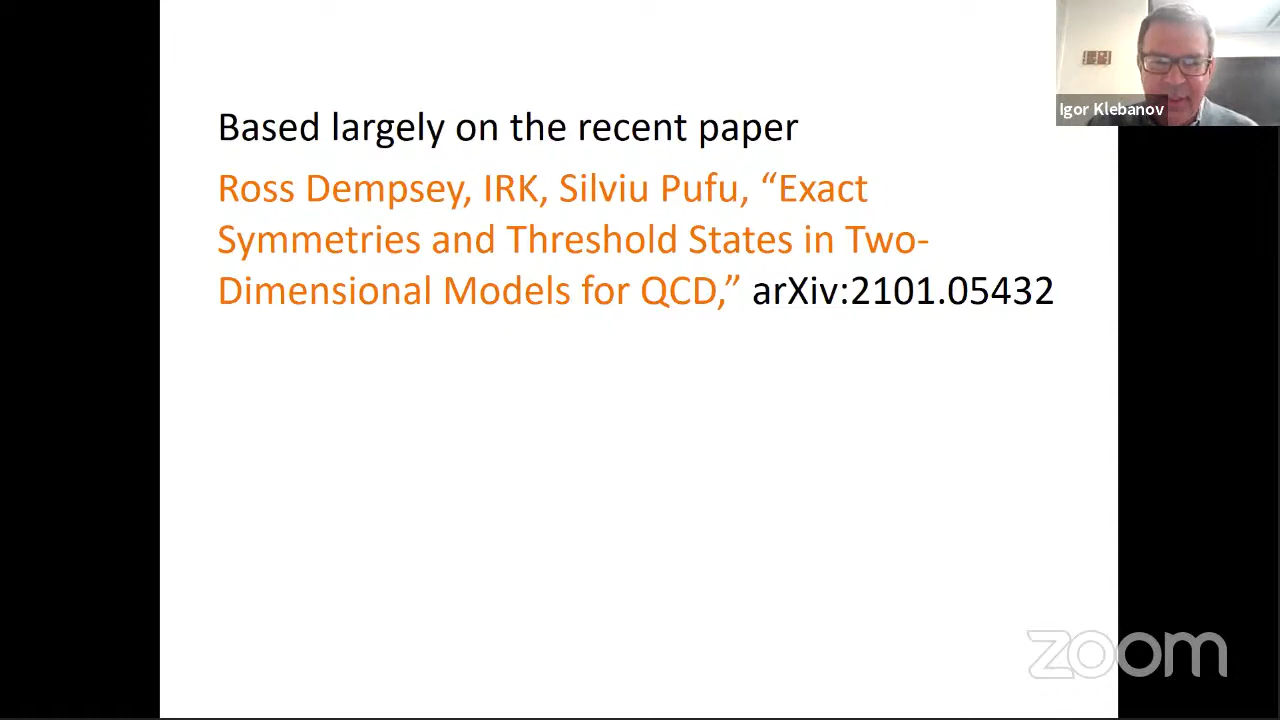 Based largely on the recent paper
Ross Dempsey, IRK, Silviu Pufu, “Exact
Symmetries and Threshold States in Two-
Dimensional Models for QCD,” arXiv:2101.05432
Igor Klebanov
zoom